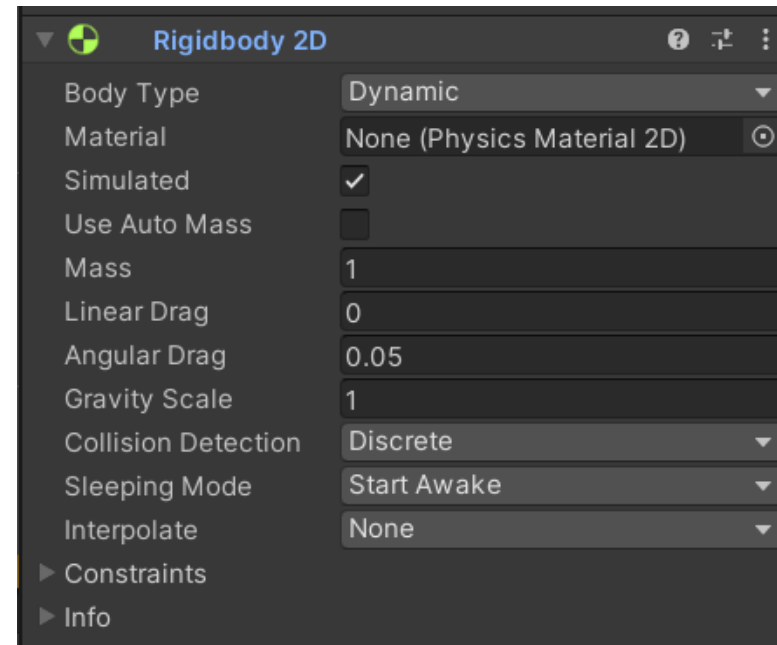 Rigidbody 2D
Body Type Dynamic
Material None (Physics Material 2D)
Simulated
Use Auto Mass
Mass 1
Linear Drag 0
Angular Drag 0.05
Gravity Scale 1
Collision Detection Discrete
Sleeping Mode Start Awake
Interpolate None
Constraints
Info